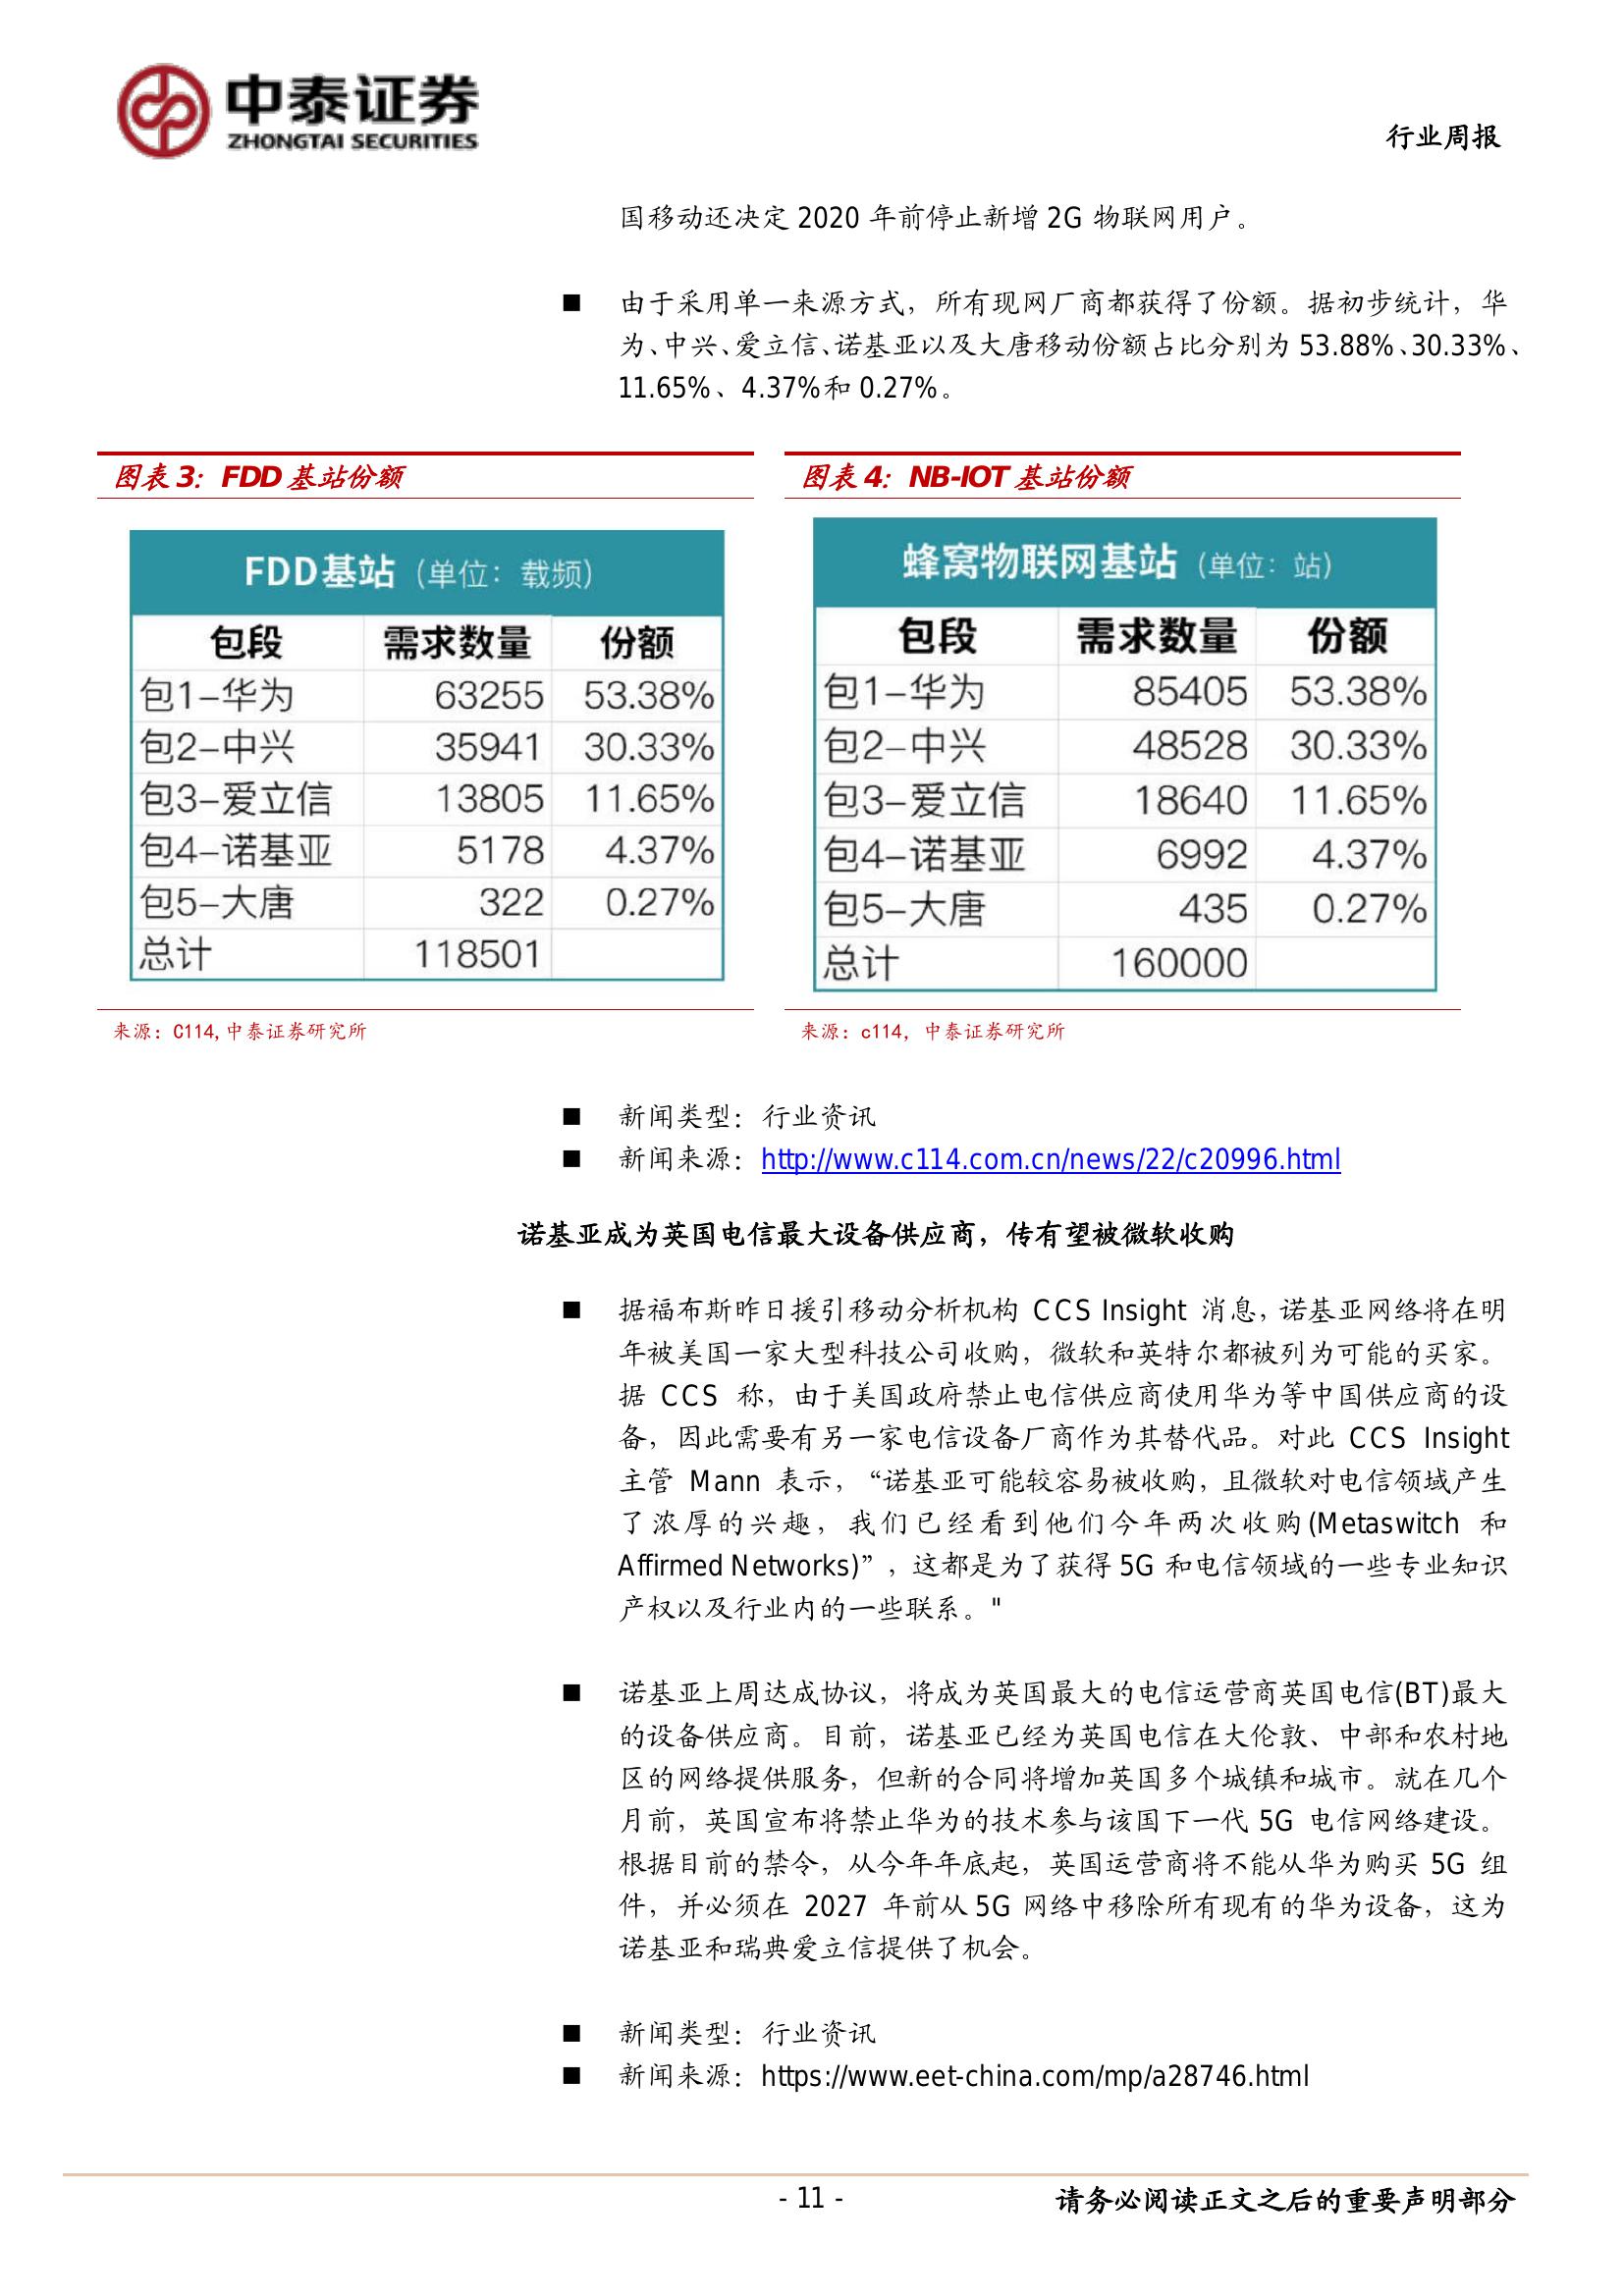 中泰证券
ZHONGTAI SECURITIES
行业周报
国移动还决定 2020 年前停止新增 2G 物联网用户。
■ 由于采用单一来源方式，所有现网厂商都获得了份额。据初步统计，华
为、中兴、爱立信、诺基亚以及大唐移动份额占比分别为 53.88%、30.33%、
11.65%、4.37%和 0.27%。
图表 3：FDD 基站份额
FDD基站（单位：载频）
包段 需求数量 份额
包1-华为 63255 53.38%
包2-中兴 35941 30.33%
包3-爱立信 13805 11.65%
包4-诺基亚 5178 4.37%
包5-大唐 322 0.27%
总计 118501
来源：C114,中泰证券研究所
图表 4：NB-IOT 基站份额
蜂窝物联网基站（单位：站）
包段 需求数量 份额
包1-华为 85405 53.38%
包2-中兴 48528 30.33%
包3-爱立信 18640 11.65%
包4-诺基亚 6992 4.37%
包5-大唐 435 0.27%
总计 160000
来源：c114，中泰证券研究所
■ 新闻类型：行业资讯
■ 新闻来源：http://www.c114.com.cn/news/22/c20996.html
诺基亚成为英国电信最大设备供应商，传有望被微软收购
■ 据福布斯昨日援引移动分析机构 CCS Insight 消息，诺基亚网络将在明
年被美国一家大型科技公司收购，微软和英特尔都被列为可能的买家。
据 CCS 称，由于美国政府禁止电信供应商使用华为等中国供应商的设
备，因此需要有另一家电信设备厂商作为其替代品。对此 CCS Insight
主管 Mann 表示，“诺基亚可能较容易被收购，且微软对电信领域产生
了浓厚的兴趣，我们已经看到他们今年两次收购(Metaswitch 和
Affirmed Networks)”，这都是为了获得 5G 和电信领域的一些专业知识
产权以及行业内的一些联系。"
■ 诺基亚上周达成协议，将成为英国最大的电信运营商英国电信(BT)最大
的设备供应商。目前，诺基亚已经为英国电信在大伦敦、中部和农村地
区的网络提供服务，但新的合同将增加英国多个城镇和城市。就在几个
月前，英国宣布将禁止华为的技术参与该国下一代 5G 电信网络建设。
根据目前的禁令，从今年年底起，英国运营商将不能从华为购买 5G 组
件，并必须在 2027 年前从 5G 网络中移除所有现有的华为设备，这为
诺基亚和瑞典爱立信提供了机会。
■ 新闻类型：行业资讯
■ 新闻来源：https://www.eet-china.com/mp/a28746.html
- 11 -
请务必阅读正文之后的重要声明部分